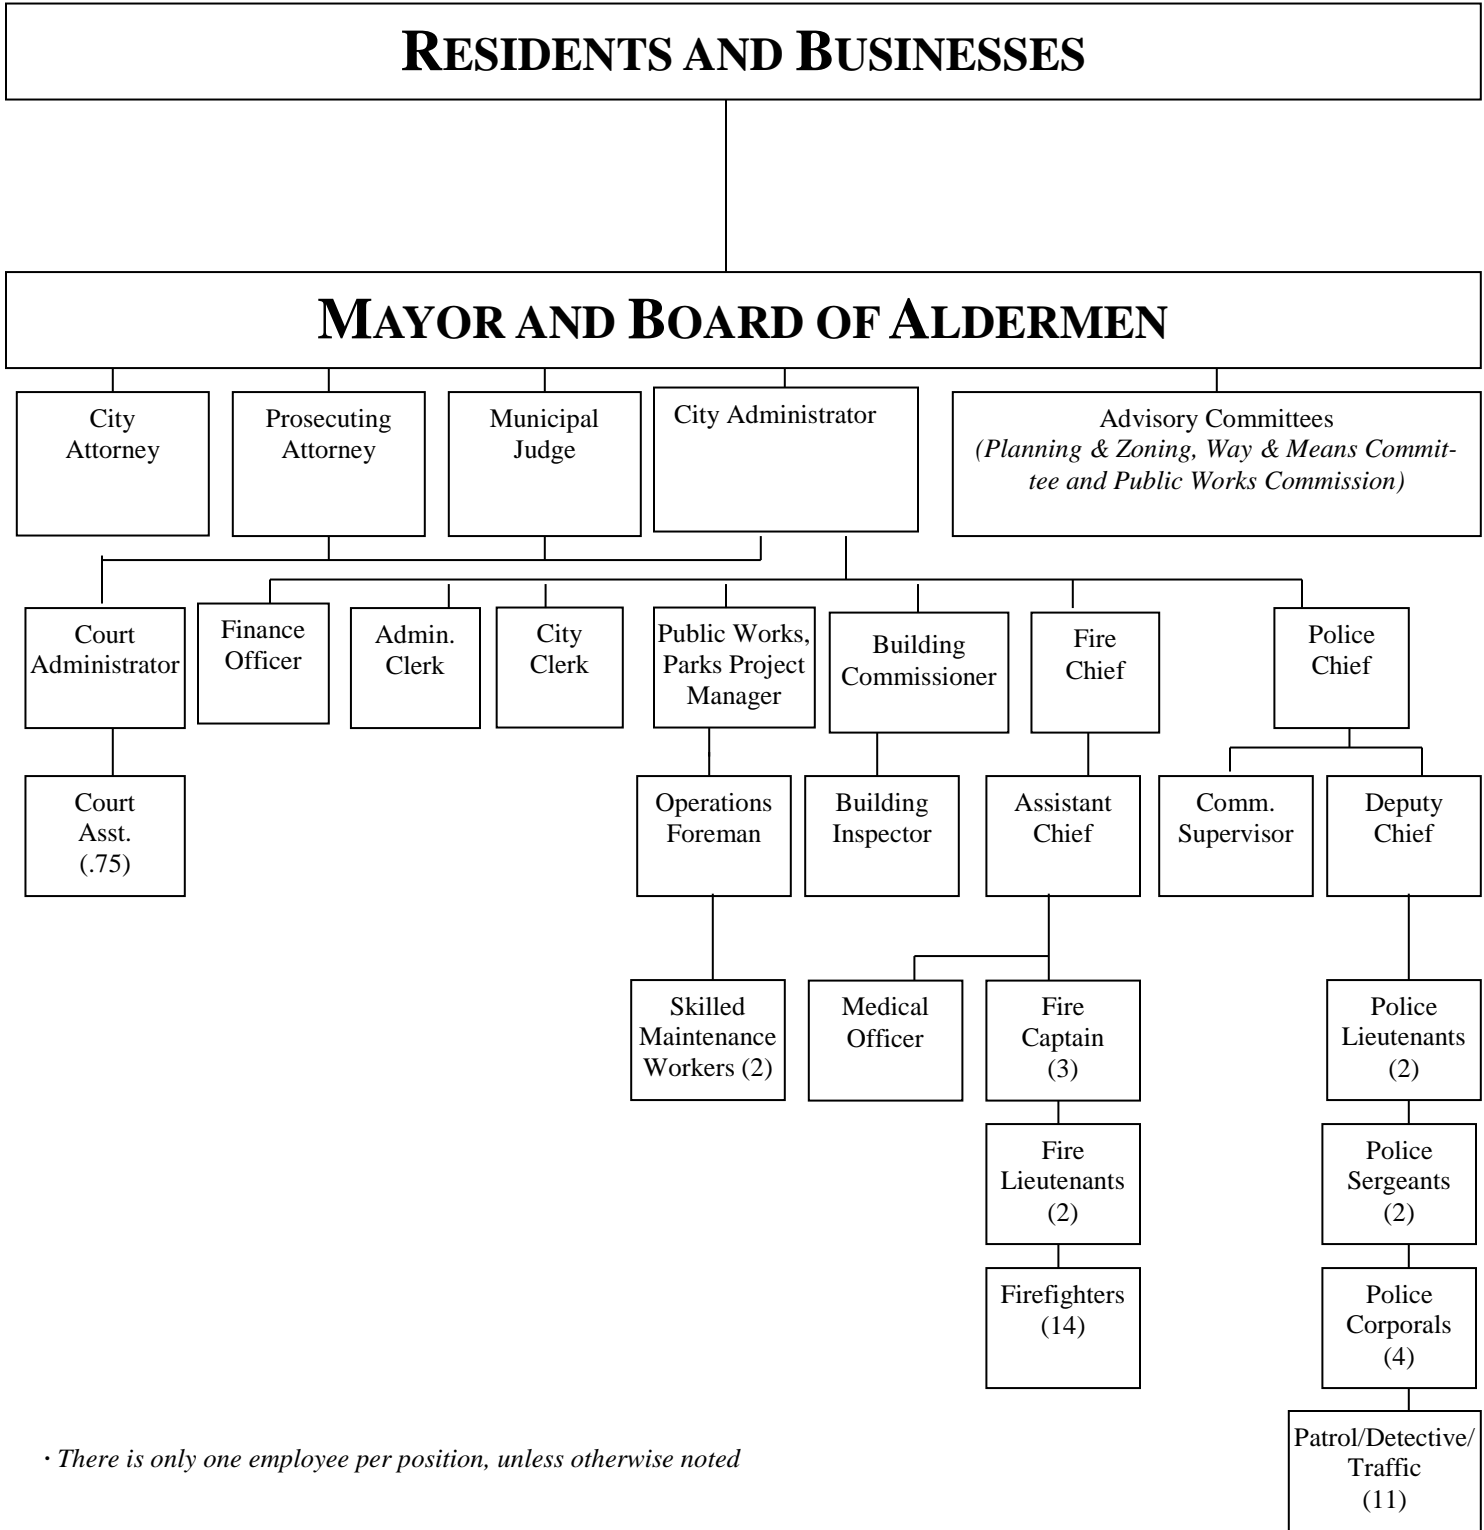 RESIDENTS AND BUSINESSES
MAYOR AND BOARD OF ALDERMEN
City
Attorney
Prosecuting
Attorney
Municipal
Judge
City Administrator
Advisory Committees
(Planning & Zoning, Way & Means Commit-
tee and Public Works Commission)
Court
Administrator
Finance
Officer
Admin.
Clerk
City
Clerk
Public Works,
Parks Project
Manager
Building
Commissioner
Fire
Chief
Police
Chief
Court
Asst.
(.75)
Operations
Foreman
Building
Inspector
Assistant
Chief
Comm.
Supervisor
Deputy
Chief
Skilled
Maintenance
Workers (2)
Medical
Officer
Fire
Captain
(3)
Police
Lieutenants
(2)
Fire
Lieutenants
(2)
Police
Sergeants
(2)
Firefighters
(14)
Police
Corporals
(4)
Patrol/Detective/
Traffic
(11)
· There is only one employee per position, unless otherwise noted